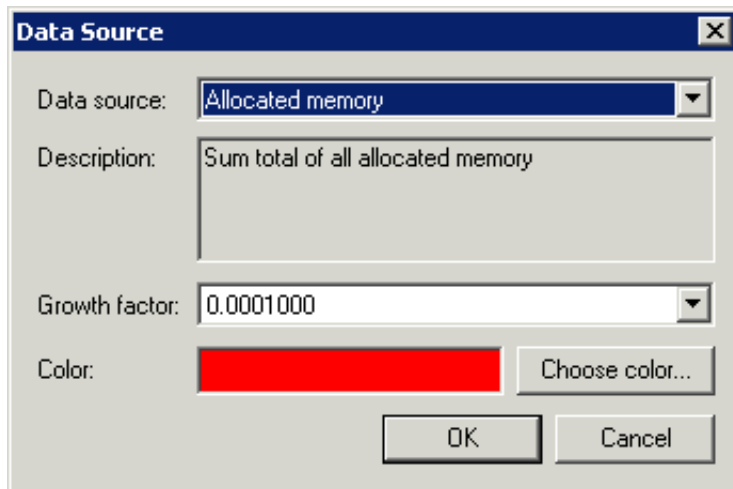 Data Source
Data source: Allocated memory
Description: Sum total of all allocated memory
Growth factor: 0.0001000
Color: Choose color...
OK Cancel